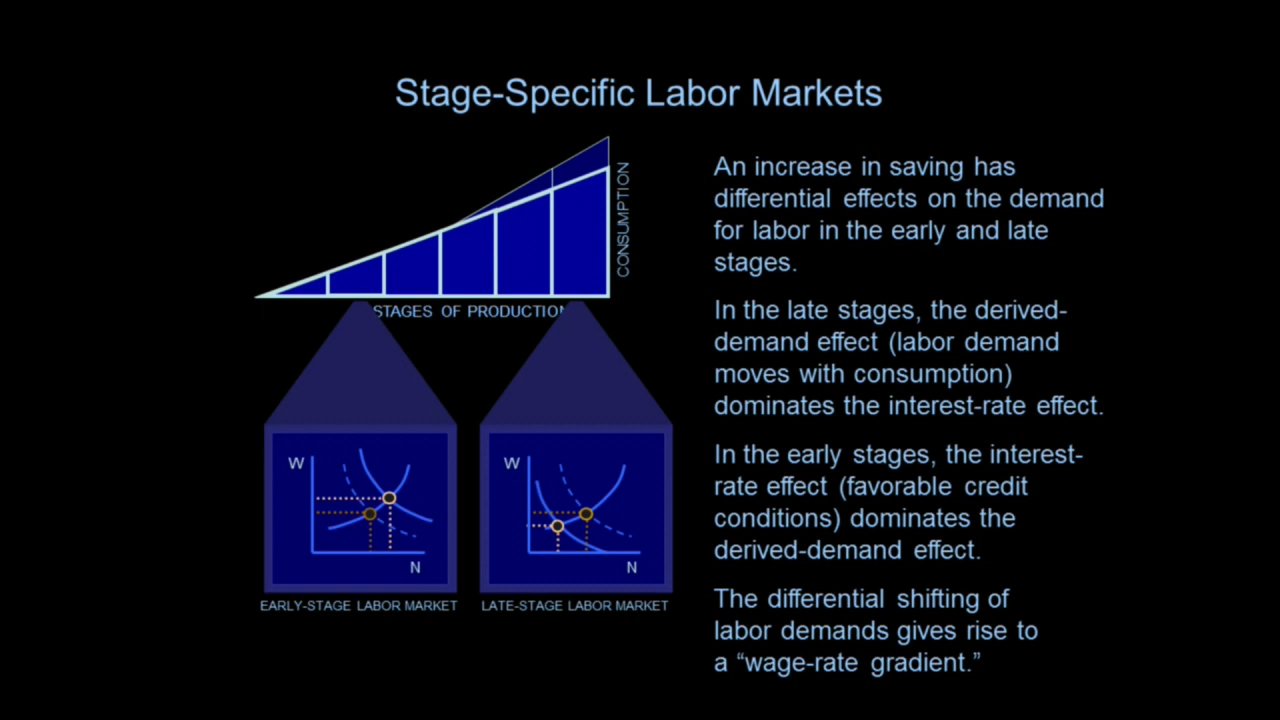 Stage-Specific Labor Markets
CONSUMPTION
STAGES OF PRODUCTION
W
N
EARLY-STAGE LABOR MARKET
W
N
LATE-STAGE LABOR MARKET
An increase in saving has
differential effects on the demand
for labor in the early and late
stages.
In the late stages, the derived-
demand effect (labor demand
moves with consumption)
dominates the interest-rate effect.
In the early stages, the interest-
rate effect (favorable credit
conditions) dominates the
derived-demand effect.
The differential shifting of
labor demands gives rise to
a “wage-rate gradient.”